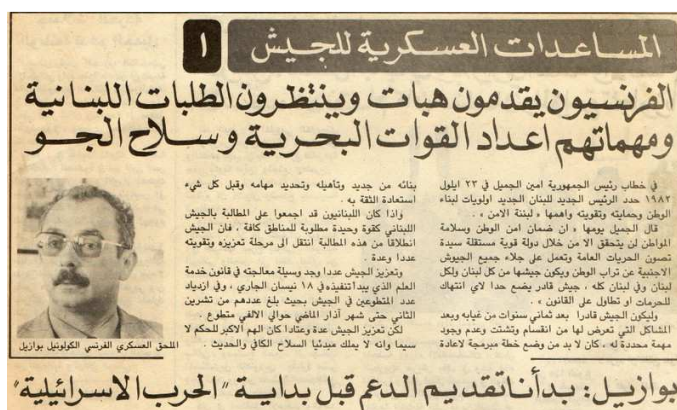 المساعدات العسكرية للجيش ١
الفرنسيون يقدمون هبات وينتظرون الطلبات اللبنانية
ومهماتهم اعداد القوات البحرية وسلاح الجو
في خطاب رئيس الجمهورية امين الجميل في ٢٣ ايلول
١٩٨٢ حدد الرئيس الجديد للبنان الجديد اولويات لبناء
الوطن وحمايته وتقويته واهمها « لبننة الامن » .
قال الجميل يومها « ان ضمان امن الوطن وسلامة
المواطن لن يتحقق الا من خلال دولة قوية مستقلة سيدة
تصون الحريات العامة وتعمل على جلاء جميع الجيوش
الاجنبية عن تراب الوطن ويكون جيشها من كل لبنان ولكل
لبنان وفي لبنان كله ، جيش قادر يضع حدا لاي انتهاك
للحرمات او تطاول على القانون » .
وليكون الجيش قادرا بعد ثماني سنوات من غيابه وبعد
المشاكل التي تعرض لها من انقسام وتشتت وعدم وجود
مهمة محددة له ، كان لا بد من وضع خطة مبرمجة لاعادة
بنائه من جديد وتأهيله وتحديد مهامه وقبل كل شيء
استعادة الثقة به .
واذا كان اللبنانيون قد اجمعوا على المطالبة بالجيش
اللبناني كقوة وحيدة مطلوبة للمناطق كافة ، فان الجيش
انطلاقا من هذه المطالبة انتقل الى مرحلة تعزيزه وتقويته
عددا وعدة .
وتعزيز الجيش عددا وجد وسيلة معالجته في قانون خدمة
العلم الذي يبدأ تنفيذه في ١٨ نيسان الجاري ، وفي ازدياد
عدد المتطوعين في الجيش بحيث بلغ عددهم من تشرين
الثاني حتى شهر آذار الماضي حوالي الالفي متطوع .
لكن تعزيز الجيش عدة وعتادا كان الهم الاكبر للحكم لا
سيما وانه لا يملك مبدئيا السلاح الكافي والحديث .
الملحق العسكري الفرنسي الكولونيل بوازيل
بوازيل: بدأنا تقديم الدعم قبل بداية "الحرب الاسرائيلية"